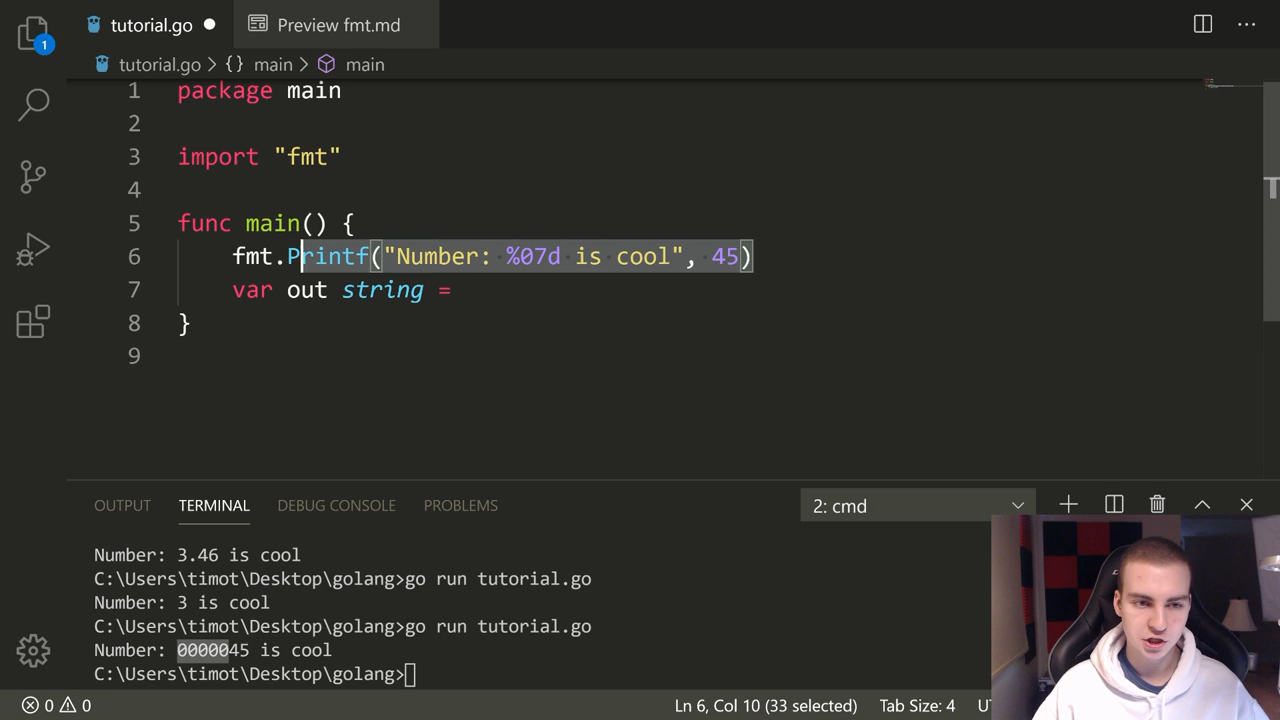 tutorial.go
Preview fmt.md
1
tutorial.go > {} main > main
1 package main
2
3 import "fmt"
4
5 func main() {
6 fmt.Printf("Number: %07d is cool", 45)
7 var out string =
8 }
9
OUTPUT TERMINAL DEBUG CONSOLE PROBLEMS 2: cmd
Number: 3.46 is cool
C:\Users\timot\Desktop\golang>go run tutorial.go
Number: 3 is cool
C:\Users\timot\Desktop\golang>go run tutorial.go
Number: 0000045 is cool
C:\Users\timot\Desktop\golang>
0 0 Ln 6, Col 10 (33 selected) Tab Size: 4